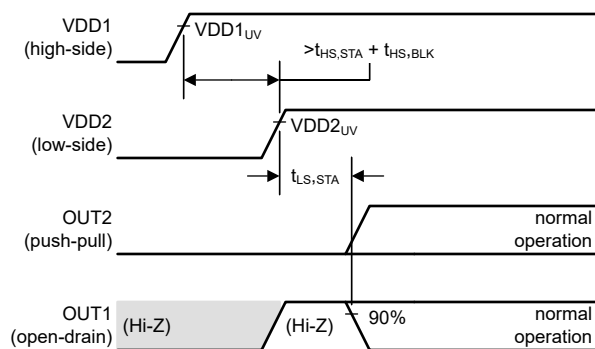 VDD1
(high-side)
VDD1UV
>tHS,STA + tHS,BLK
VDD2
(low-side)
VDD2UV
tLS,STA
OUT2
(push-pull)
normal
operation
OUT1
(open-drain)
(Hi-Z)
(Hi-Z)
90%
normal
operation